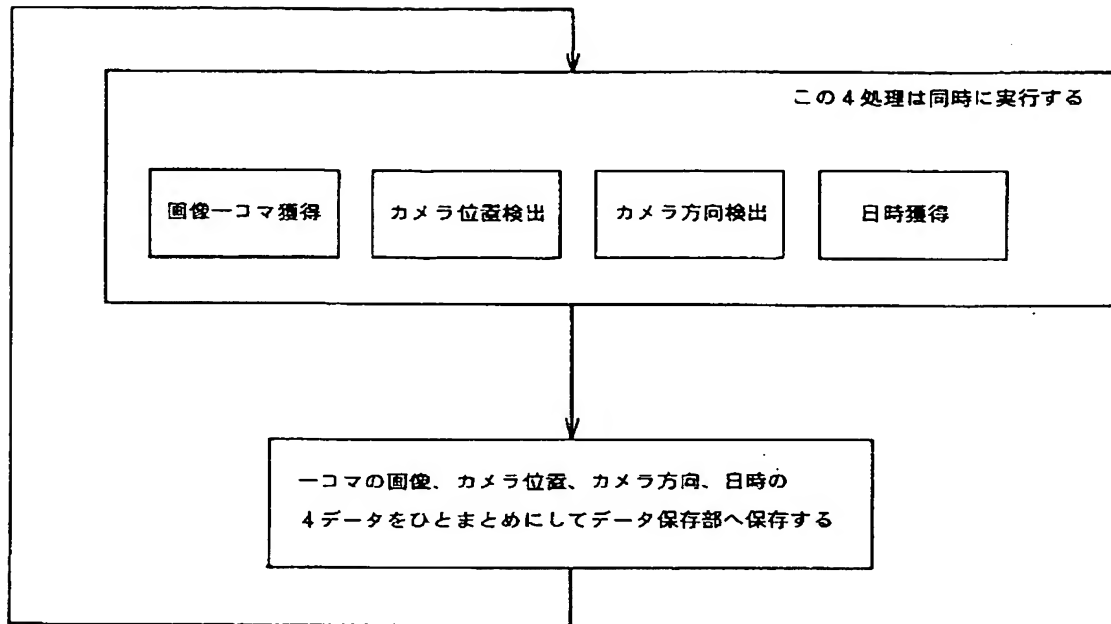 この4処理は同時に実行する
画像一コマ獲得
カメラ位置検出
カメラ方向検出
日時獲得
一コマの画像、カメラ位置、カメラ方向、日時の
4データをひとまとめにしてデータ保存部へ保存する